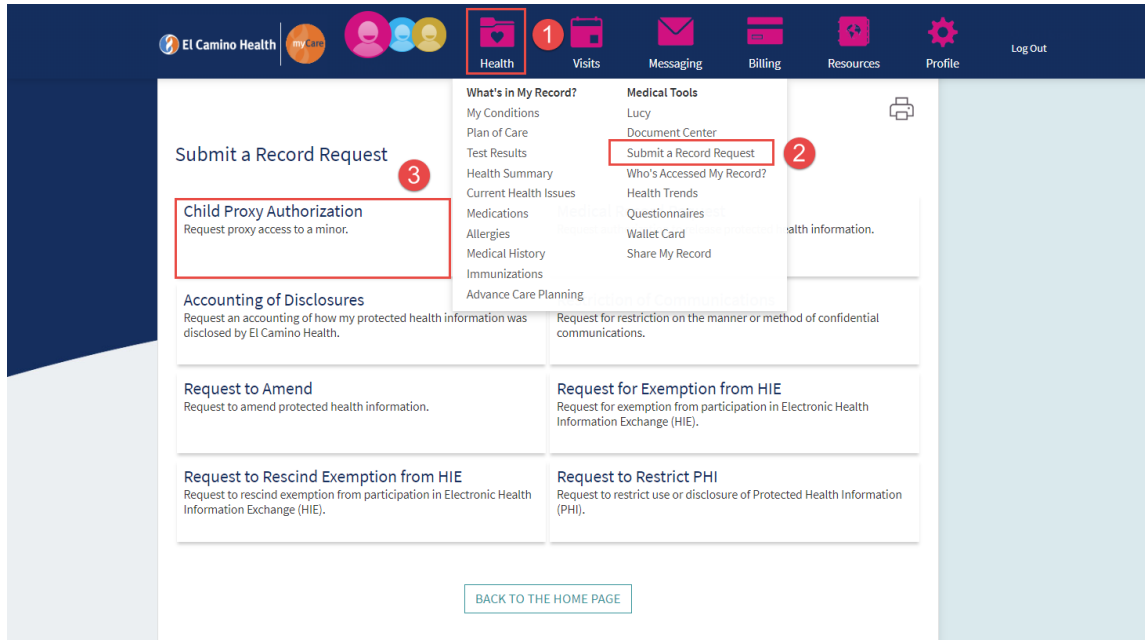 El Camino Health
myCare
Health
1
Visits
Messaging
Billing
Resources
Profile
Log Out
What's in My Record?
My Conditions
Plan of Care
Test Results
Health Summary
Current Health Issues
Medications
Allergies
Medical History
Immunizations
Advance Care Planning
Medical Tools
Lucy
Document Center
Submit a Record Request
2
Who's Accessed My Record?
Health Trends
Questionnaires
Wallet Card
Share My Record
Submit a Record Request
3
Child Proxy Authorization
Request proxy access to a minor.
health information.
Accounting of Disclosures
Request an accounting of how my protected health information was
disclosed by El Camino Health.
Request for restriction on the manner or method of confidential
communications.
Request to Amend
Request to amend protected health information.
Request for Exemption from HIE
Request for exemption from participation in Electronic Health
Information Exchange (HIE).
Request to Rescind Exemption from HIE
Request to rescind exemption from participation in Electronic Health
Information Exchange (HIE).
Request to Restrict PHI
Request to restrict use or disclosure of Protected Health Information
(PHI).
BACK TO THE HOME PAGE